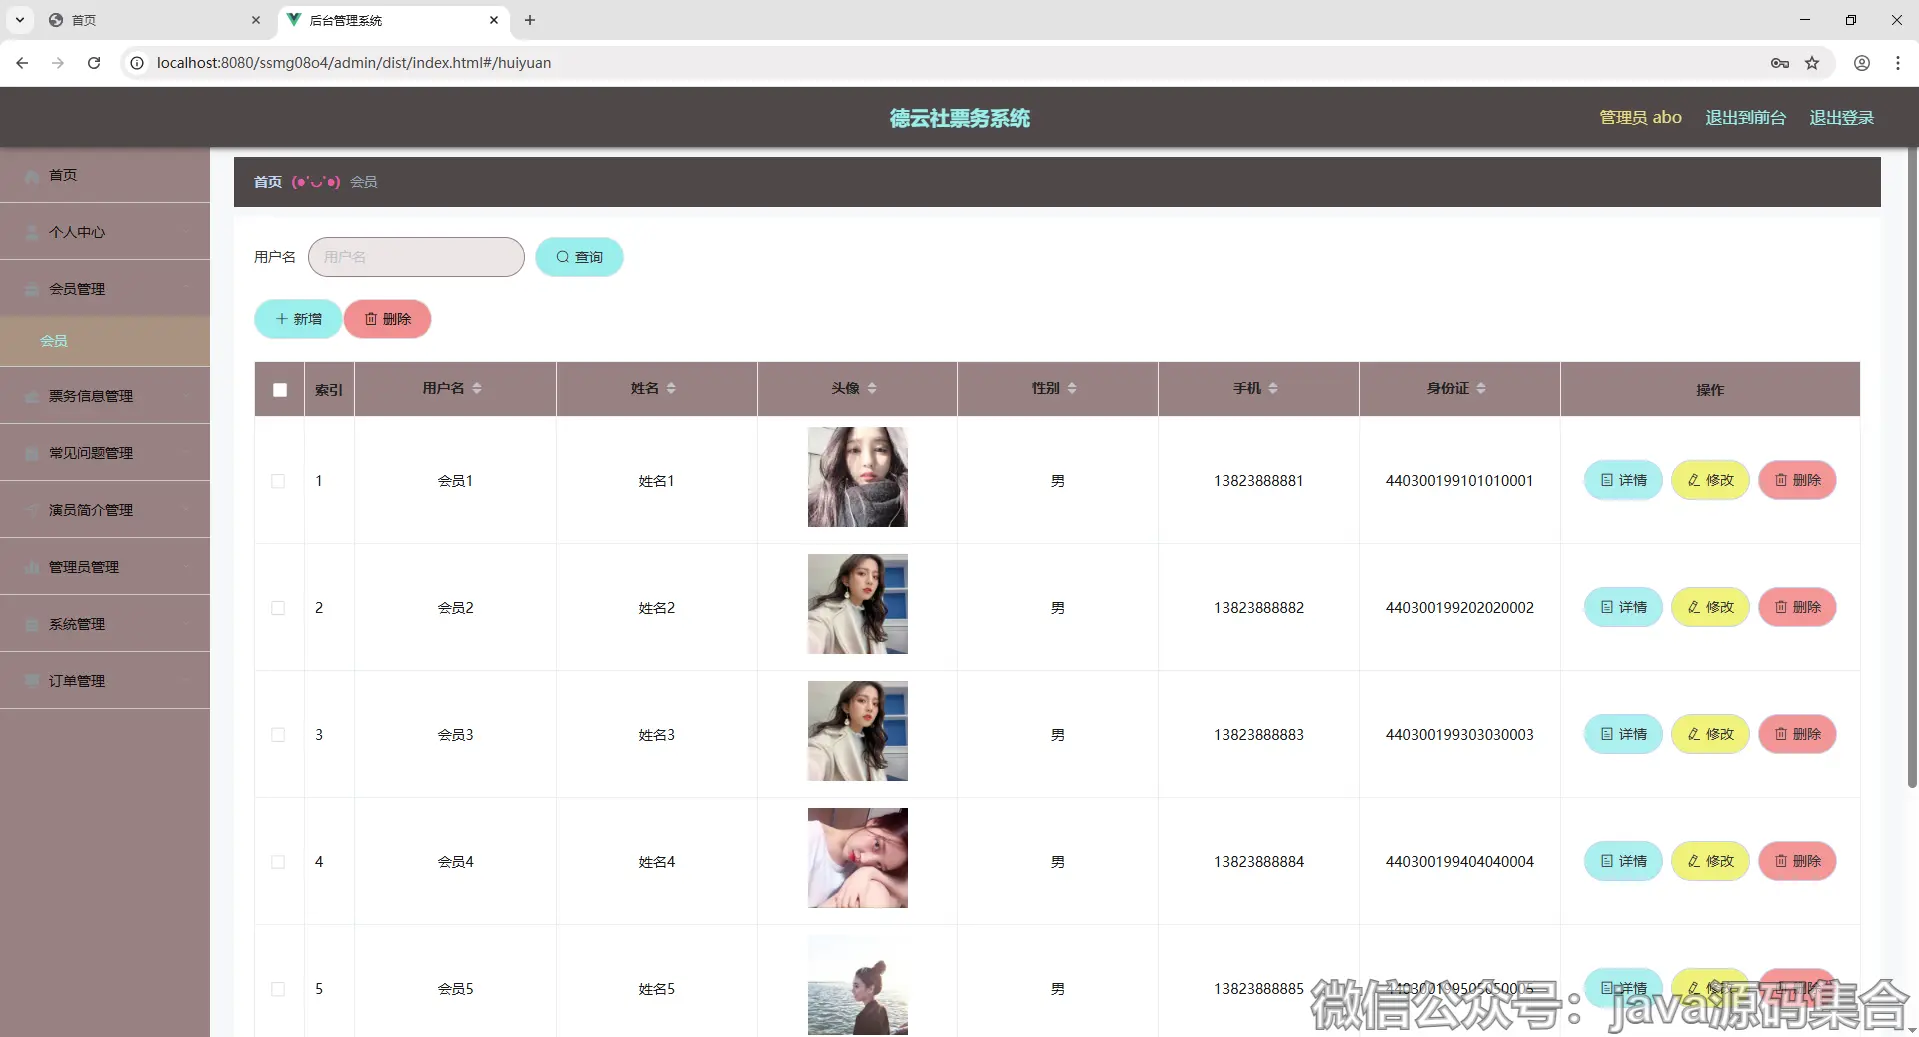 首页
后台管理系统
localhost:8080/ssmg08o4/admin/dist/index.html#/huiyuan
德云社票务系统
管理员 abo 退出到前台 退出登录
首页
个人中心
会员管理
会员
票务信息管理
常见问题管理
演员简介管理
管理员管理
系统管理
订单管理
首页 (●'◡'●) 会员
用户名 用户名 查询
新增 删除
索引 用户名 姓名 头像 性别 手机 身份证 操作
1 会员1 姓名1 男 13823888881 440300199101010001 详情 修改 删除
2 会员2 姓名2 男 13823888882 440300199202020002 详情 修改 删除
3 会员3 姓名3 男 13823888883 440300199303030003 详情 修改 删除
4 会员4 姓名4 男 13823888884 440300199404040004 详情 修改 删除
5 会员5 姓名5 男 13823888885 440300199505050005 详情 修改 删除
微信公众号：java源码集合